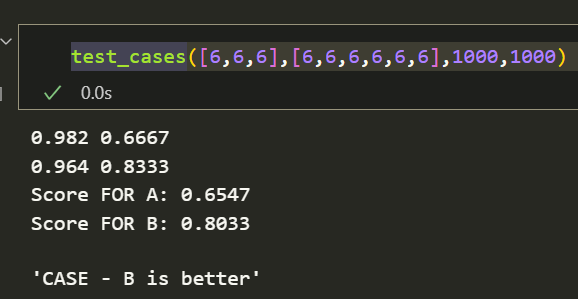 test_cases([6,6,6],[6,6,6,6,6,6],1000,1000)
0.0s
0.982 0.6667
0.964 0.8333
Score FOR A: 0.6547
Score FOR B: 0.8033
'CASE - B is better'